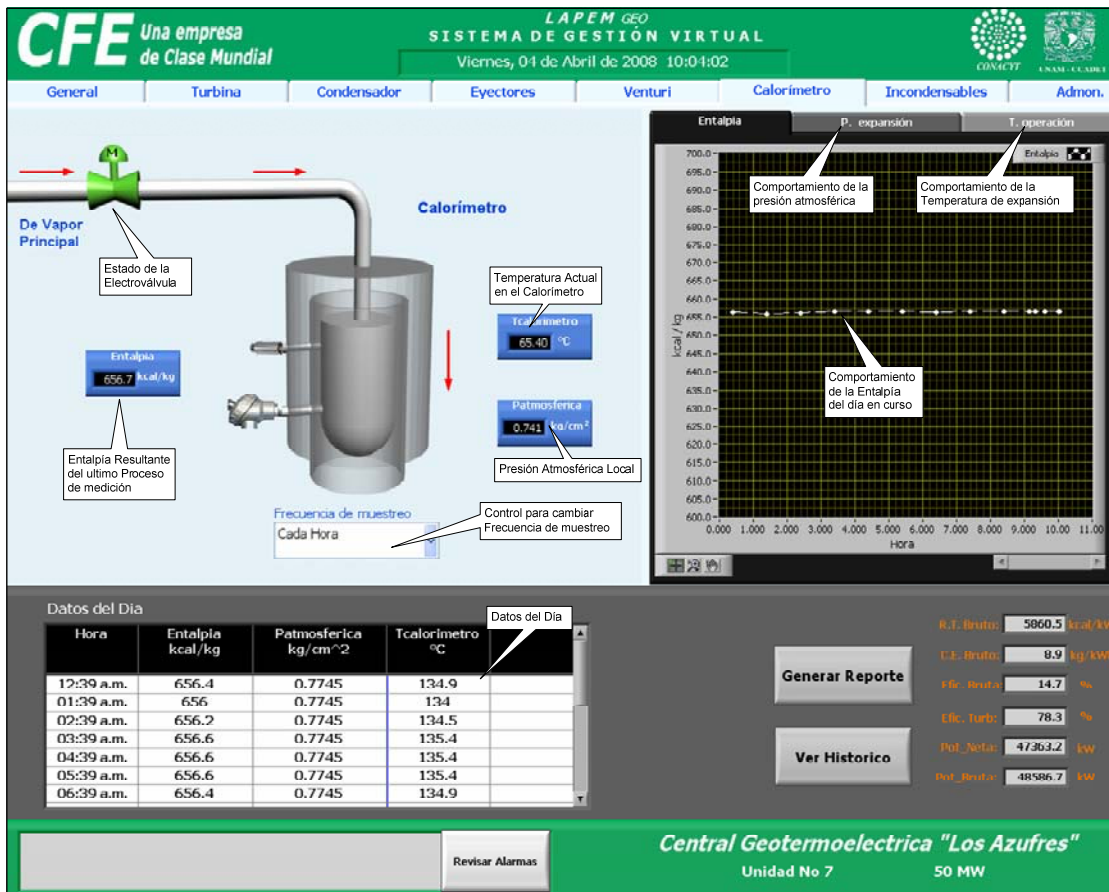 CFE
Una empresa
de Clase Mundial
LAPEM GEO
SISTEMA DE GESTIÓN VIRTUAL
Viernes, 04 de Abril de 2008 10:04:02
CONACYT
UNAM - CCADET
General Turbina Condensador Eyectores Venturi Calorímetro Incondensables Admon.
M
De Vapor
Principal
Estado de la
Electroválvula
Calorímetro
Temperatura Actual
en el Calorímetro
Tcalorimetro
65.40 °C
Entalpia
656.7 kcal/kg
Patmosferica
0.741 kg/cm²
Presión Atmosférica Local
Entalpía Resultante
del ultimo Proceso
de medición
Frecuencia de muestreo
Cada Hora
Control para cambiar
Frecuencia de muestreo
Entalpia P. expansión T. operación
Entalpia
Comportamiento de la
presión atmosférica
Comportamiento de la
Temperatura de expansión
kcal / kg
700.0
695.0
690.0
685.0
680.0
675.0
670.0
665.0
660.0
655.0
650.0
645.0
640.0
635.0
630.0
625.0
620.0
615.0
610.0
605.0
600.0
Comportamiento
de la Entalpía
del día en curso
0.000 1.000 2.000 3.000 4.000 5.000 6.000 7.000 8.000 9.000 10.00 11.00
Hora
Datos del Dia
Datos del Día
Hora Entalpia kcal/kg Patmosferica kg/cm^2 Tcalorimetro °C
12:39 a.m. 656.4 0.7745 134.9
01:39 a.m. 656 0.7745 134
02:39 a.m. 656.2 0.7745 134.5
03:39 a.m. 656.6 0.7745 135.4
04:39 a.m. 656.6 0.7745 135.4
05:39 a.m. 656.6 0.7745 135.4
06:39 a.m. 656.4 0.7745 134.9
Generar Reporte
Ver Historico
R.T. Bruto: 5860.5 kcal/kW
C.E. Bruto: 8.9 kg/kW
Efic. Bruta: 14.7 %
Efic. Turb: 78.3 %
Pot_Neta: 47363.2 kW
Pot_Bruta: 48586.7 kW
Revisar Alarmas
Central Geotermoelectrica "Los Azufres"
Unidad No 7 50 MW